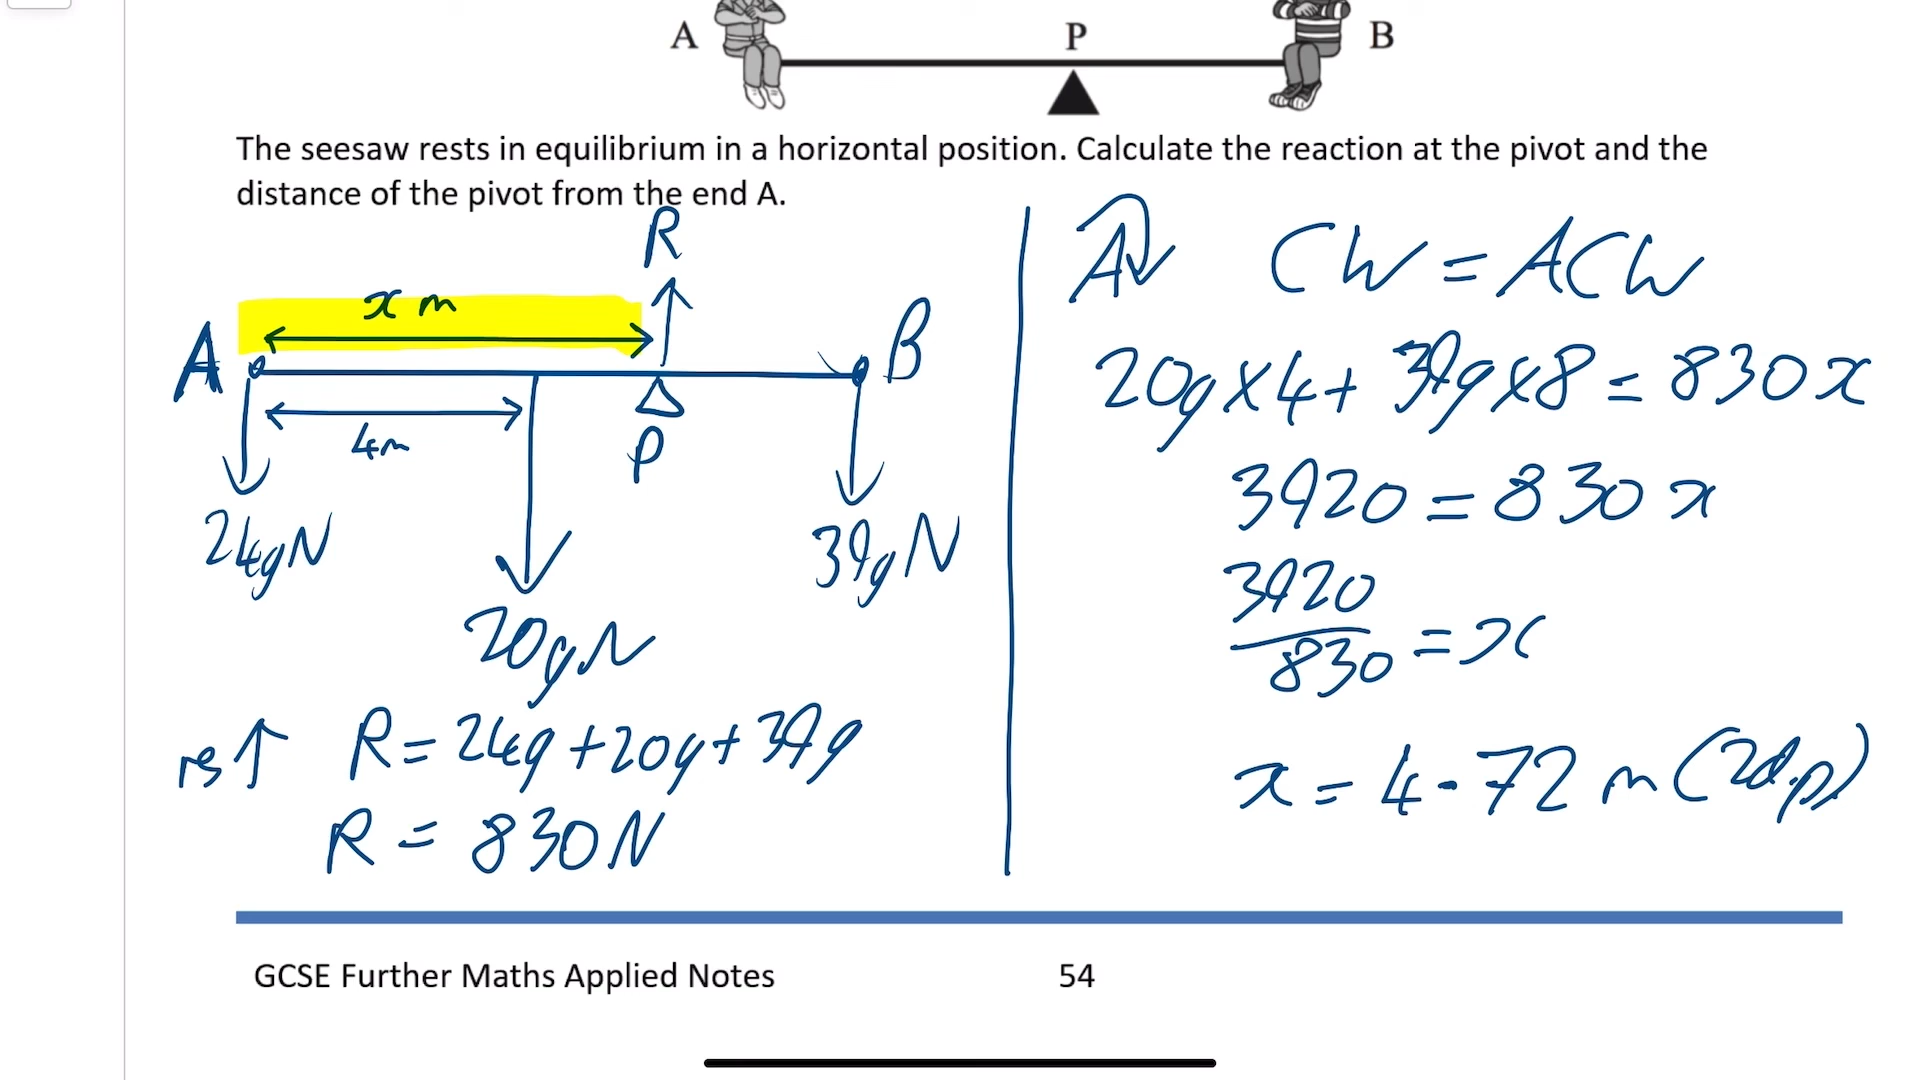 A P B
The seesaw rests in equilibrium in a horizontal position. Calculate the reaction at the pivot and the
distance of the pivot from the end A.
R
x m
A B
4m
P
24gN
39gN
20gN
res↑ R = 24g + 20g + 39g
R = 830N
A↷ CW = ACW
20g × 4 + 39g × 8 = 830x
3920 = 830x
3920/830 = x
x = 4.72 m (2d.p)
GCSE Further Maths Applied Notes 54